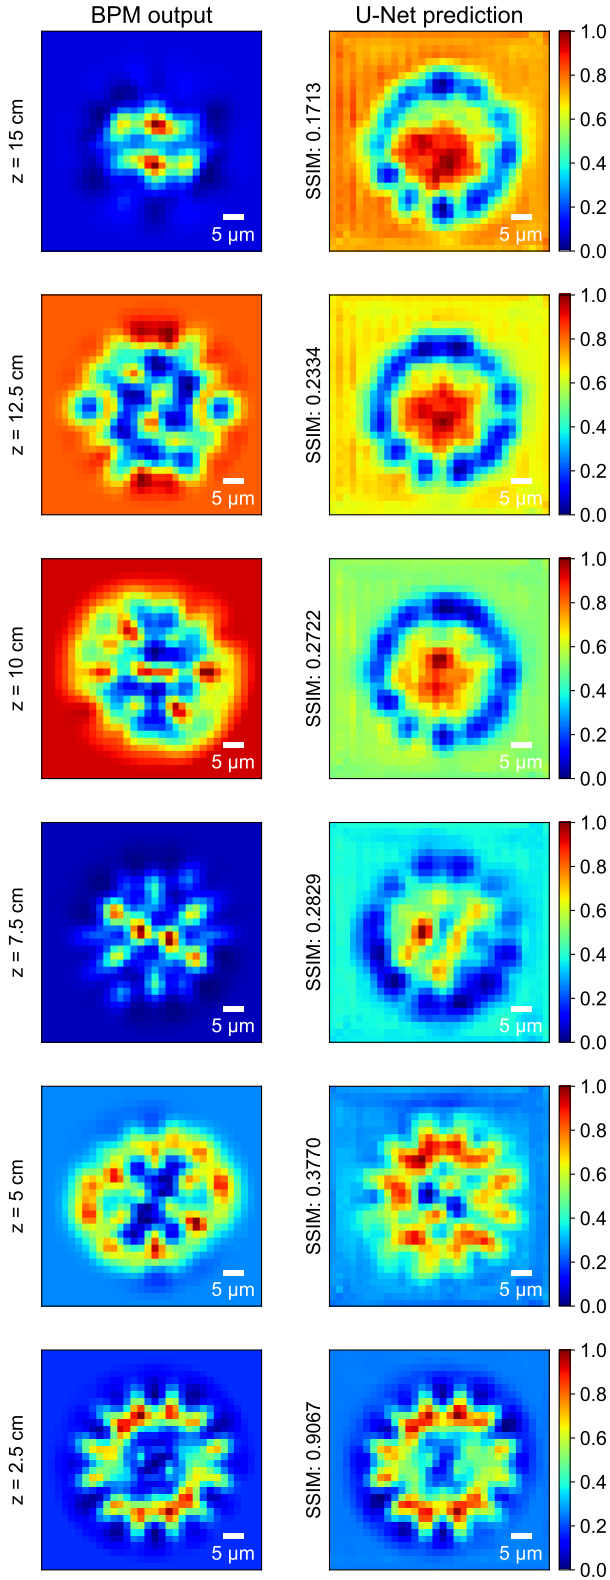 BPM output
U-Net prediction
z = 15 cm
5 µm
SSIM: 0.1713
5 µm
1.0
0.8
0.6
0.4
0.2
0.0
z = 12.5 cm
5 µm
SSIM: 0.2334
5 µm
1.0
0.8
0.6
0.4
0.2
0.0
z = 10 cm
5 µm
SSIM: 0.2722
5 µm
1.0
0.8
0.6
0.4
0.2
0.0
z = 7.5 cm
5 µm
SSIM: 0.2829
5 µm
1.0
0.8
0.6
0.4
0.2
0.0
z = 5 cm
5 µm
SSIM: 0.3770
5 µm
1.0
0.8
0.6
0.4
0.2
0.0
z = 2.5 cm
5 µm
SSIM: 0.9067
5 µm
1.0
0.8
0.6
0.4
0.2
0.0